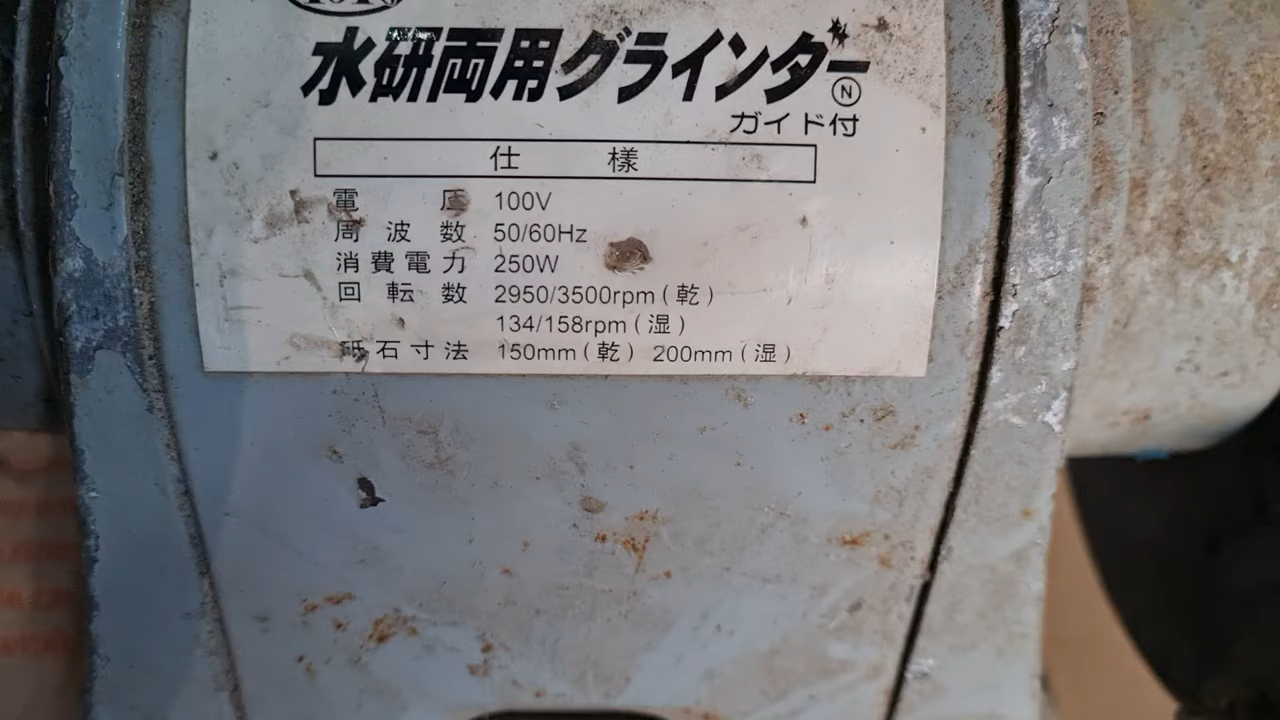 水研両用グラインダー
Ⓝ
ガイド付
仕 様
電 圧 100V
周 波 数 50/60Hz
消費電力 250W
回 転 数 2950/3500rpm(乾)
134/158rpm(湿)
砥石寸法 150mm(乾) 200mm(湿)